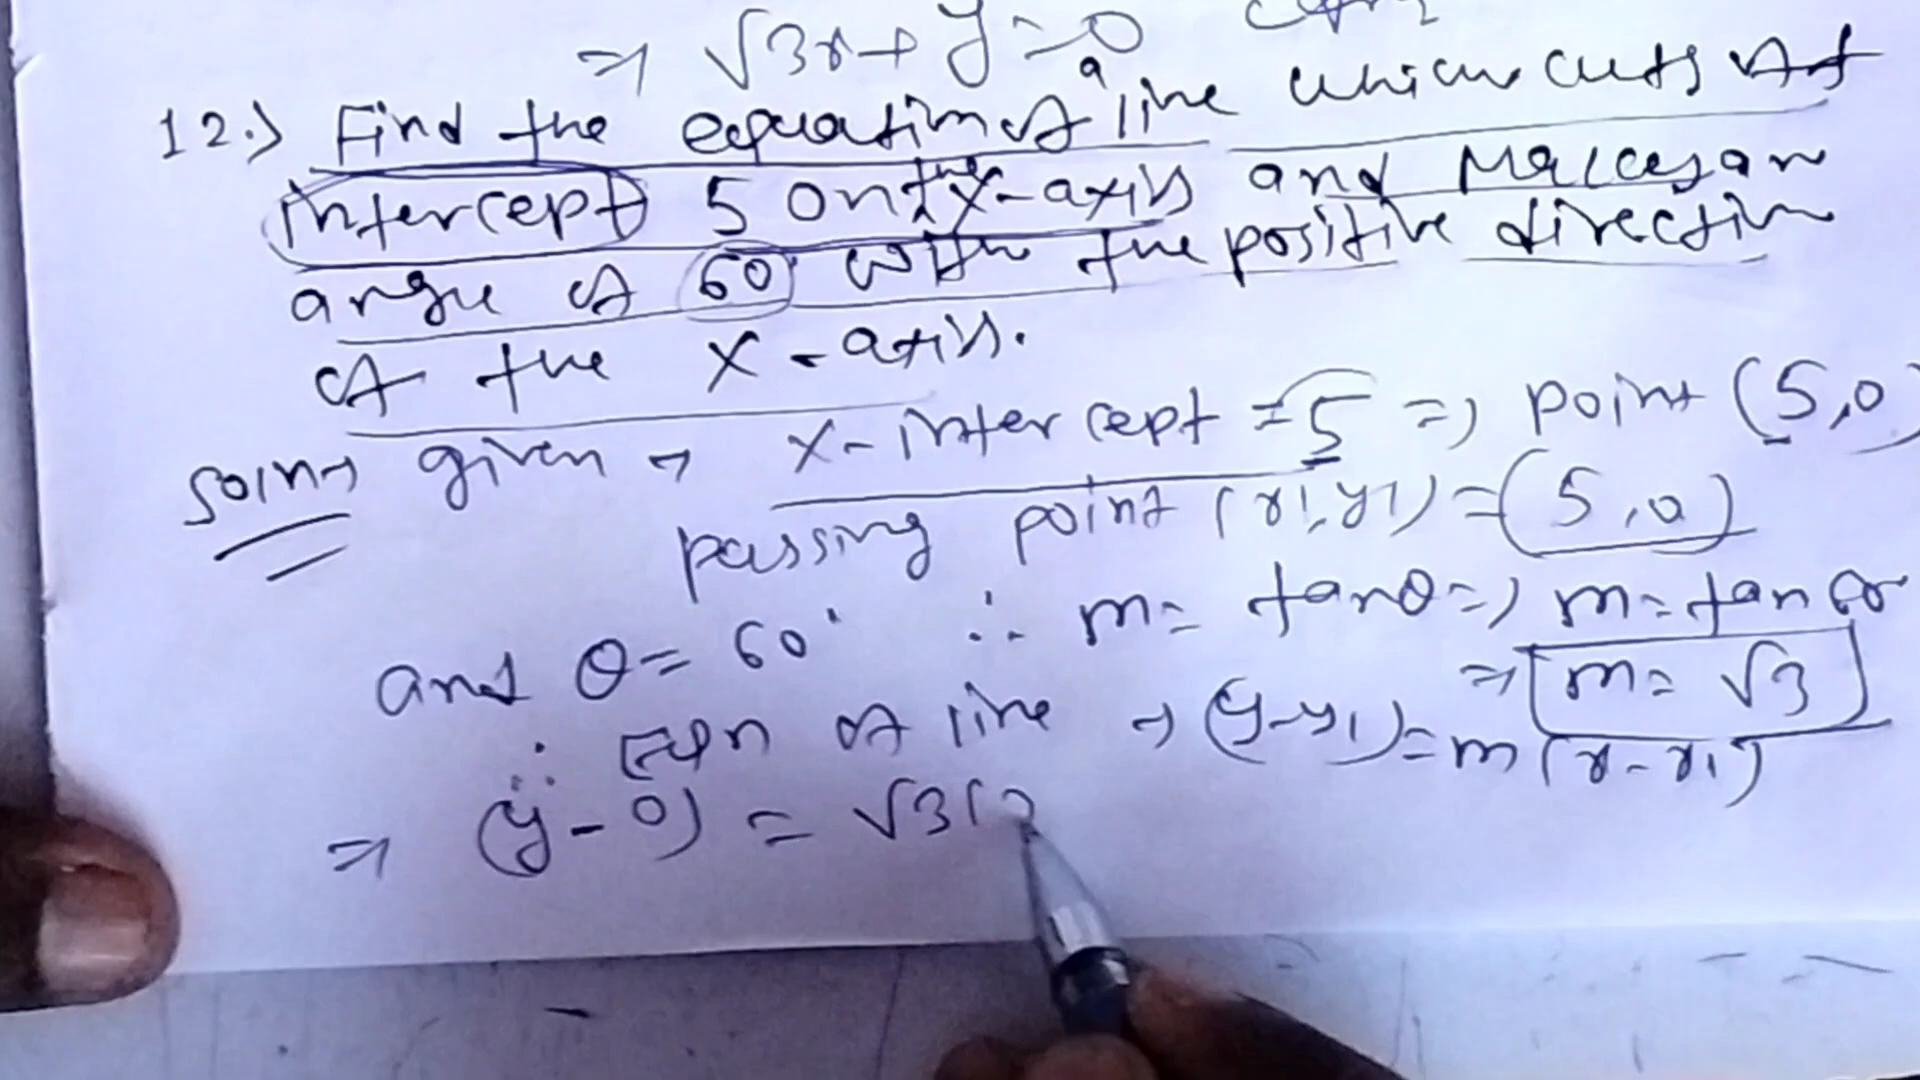 ⇒ √3x + y = 0
12.) Find the equation of a line which cuts off
intercept 5 on the x-axis and makes an
angle of 60° with the positive direction
of the x-axis.
Soln→ given → x-intercept = 5 ⇒ point (5,0)
passing point (x1,y1) = (5,0)
and θ = 60° ∴ m = tanθ ⇒ m = tan 60°
⇒ m = √3
∴ Eqn of line → (y-y1) = m(x-x1)
⇒ (y-0) = √3(